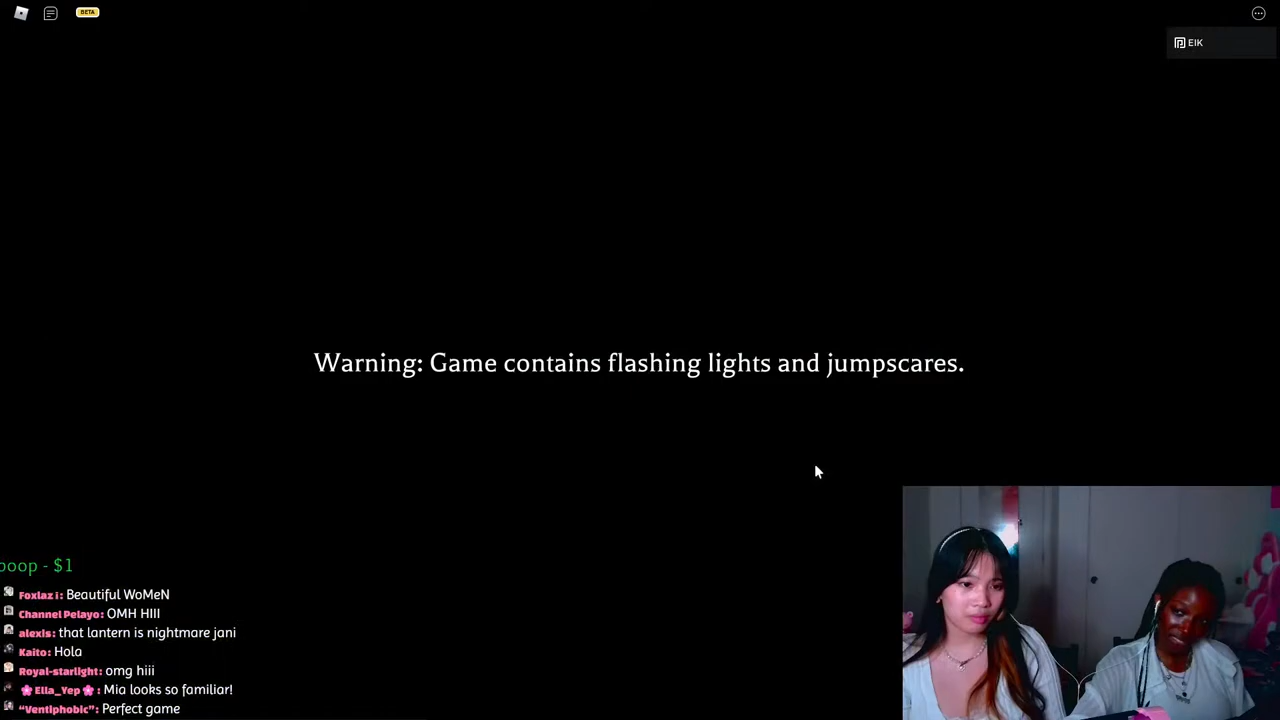 BETA
EIK
Warning: Game contains flashing lights and jumpscares.
poop - $1
Foxlaz i: Beautiful WoMeN
Channel Pelayo: OMH HIII
alexis: that lantern is nightmare jani
Kaito: Hola
Royal-starlight: omg hiii
🌸Ella_Yep🌸: Mia looks so familiar!
“Ventiphobic”: Perfect game